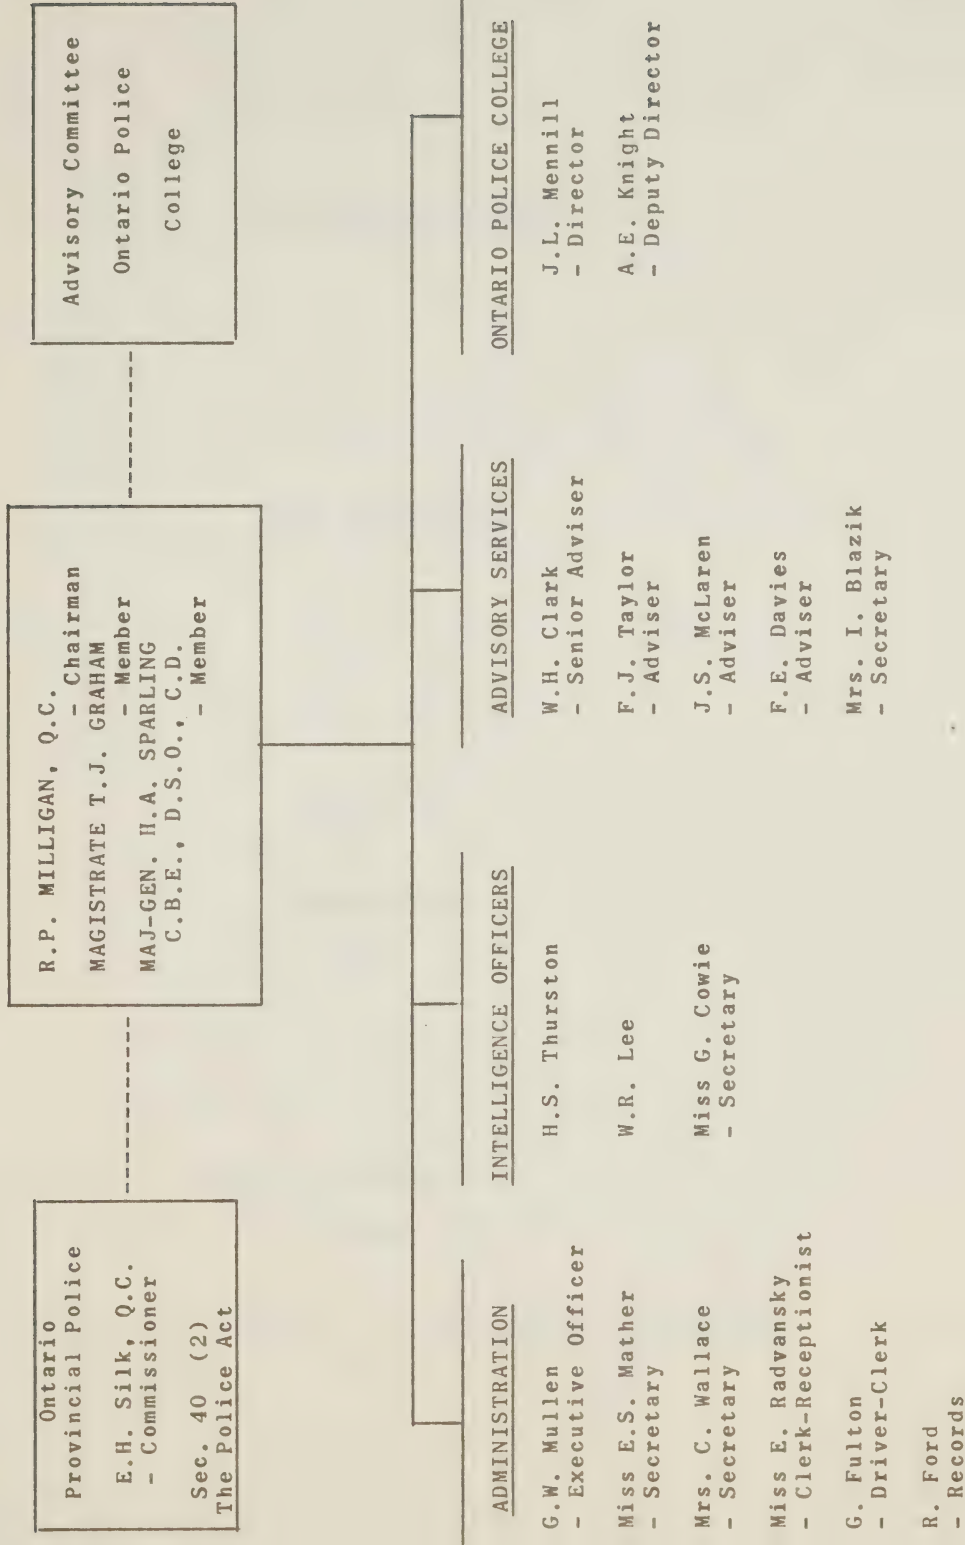 Ontario
Provincial Police
E.H. Silk, Q.C.
- Commissioner
Sec. 40 (2)
The Police Act
R.P. MILLIGAN, Q.C.
- Chairman
MAGISTRATE T.J. GRAHAM
- Member
MAJ-GEN. H.A. SPARLING
C.B.E., D.S.O., C.D.
- Member
Advisory Committee
Ontario Police
College
ADMINISTRATION
G.W. Mullen
- Executive Officer
Miss E.S. Mather
- Secretary
Mrs. C. Wallace
- Secretary
Miss E. Radvansky
- Clerk-Receptionist
G. Fulton
- Driver-Clerk
R. Ford
- Records
INTELLIGENCE OFFICERS
H.S. Thurston
W.R. Lee
Miss G. Cowie
- Secretary
ADVISORY SERVICES
W.H. Clark
- Senior Adviser
F.J. Taylor
- Adviser
J.S. McLaren
- Adviser
F.E. Davies
- Adviser
Mrs. I. Blazik
- Secretary
ONTARIO POLICE COLLEGE
J.L. Mennill
- Director
A.E. Knight
- Deputy Director